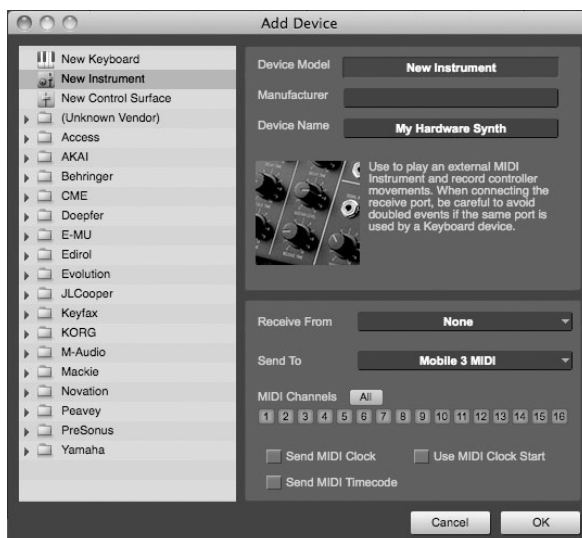 Add Device
New Keyboard
New Instrument
New Control Surface
(Unknown Vendor)
Access
AKAI
Behringer
CME
Doepfer
E-MU
Edirol
Evolution
JLCooper
Keyfax
KORG
M-Audio
Mackie
Novation
Peavey
PreSonus
Yamaha
Device Model New Instrument
Manufacturer
Device Name My Hardware Synth
Use to play an external MIDI
Instrument and record controller
movements. When connecting the
receive port, be careful to avoid
doubled events if the same port is
used by a Keyboard device.
Receive From None
Send To Mobile 3 MIDI
MIDI Channels All
1 2 3 4 5 6 7 8 9 10 11 12 13 14 15 16
Send MIDI Clock Use MIDI Clock Start
Send MIDI Timecode
Cancel OK